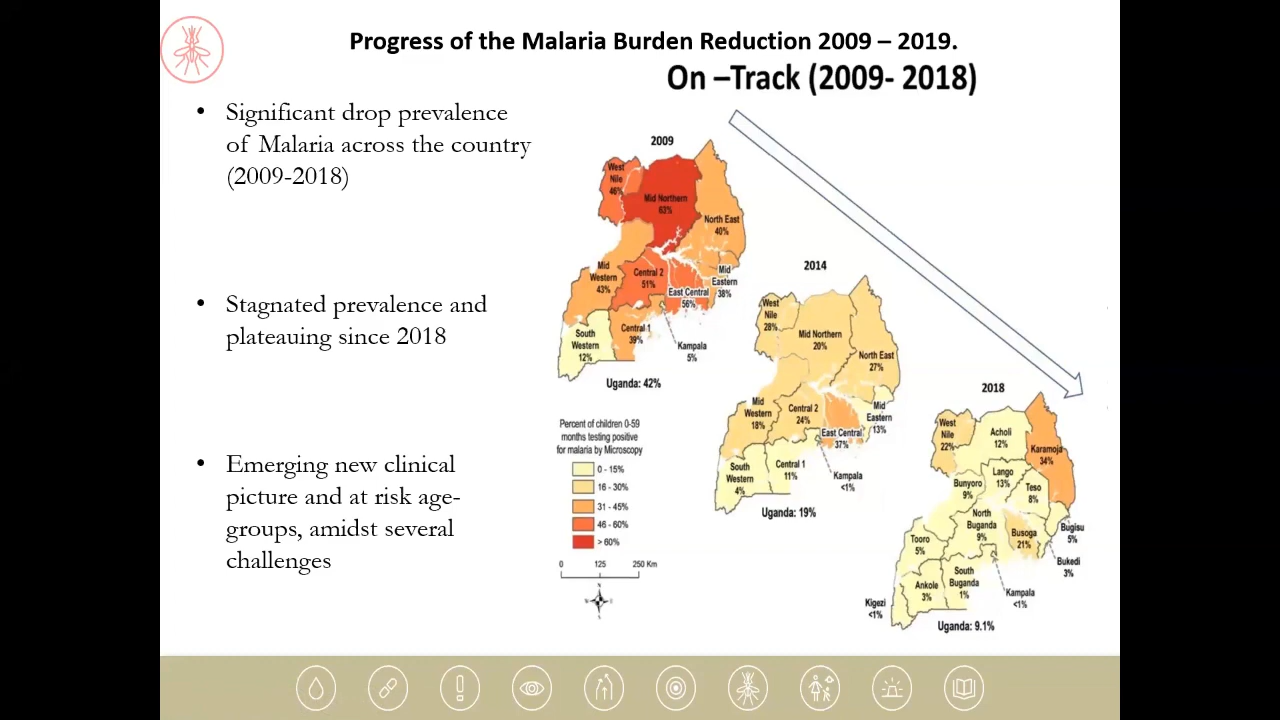 Progress of the Malaria Burden Reduction 2009 – 2019.
On –Track (2009- 2018)
• Significant drop prevalence
of Malaria across the country
(2009-2018)
• Stagnated prevalence and
plateauing since 2018
• Emerging new clinical
picture and at risk age-
groups, amidst several
challenges
2009
West
Nile
46%
Mid Northern
63%
North East
40%
Mid
Western
43%
Central 2
51%
East Central
56%
Mid
Eastern
38%
South
Western
12%
Central 1
39%
Kampala
5%
Uganda: 42%
Percent of children 0-59
months testing positive
for malaria by Microscopy
0 - 15%
16 - 30%
31 - 45%
46 - 60%
> 60%
0 125 250 Km
2014
West
Nile
28%
Mid Northern
20%
North East
27%
Mid
Western
18%
Central 2
24%
East Central
37%
Mid
Eastern
13%
South
Western
4%
Central 1
11%
Kampala
<1%
Uganda: 19%
2018
West
Nile
22%
Acholi
12%
Karamoja
34%
Lango
13%
Bunyoro
9%
Teso
8%
North
Buganda
9%
Busoga
21%
Bugisu
5%
Bukedi
3%
Tooro
5%
Ankole
3%
South
Buganda
1%
Kampala
<1%
Kigezi
<1%
Uganda: 9.1%